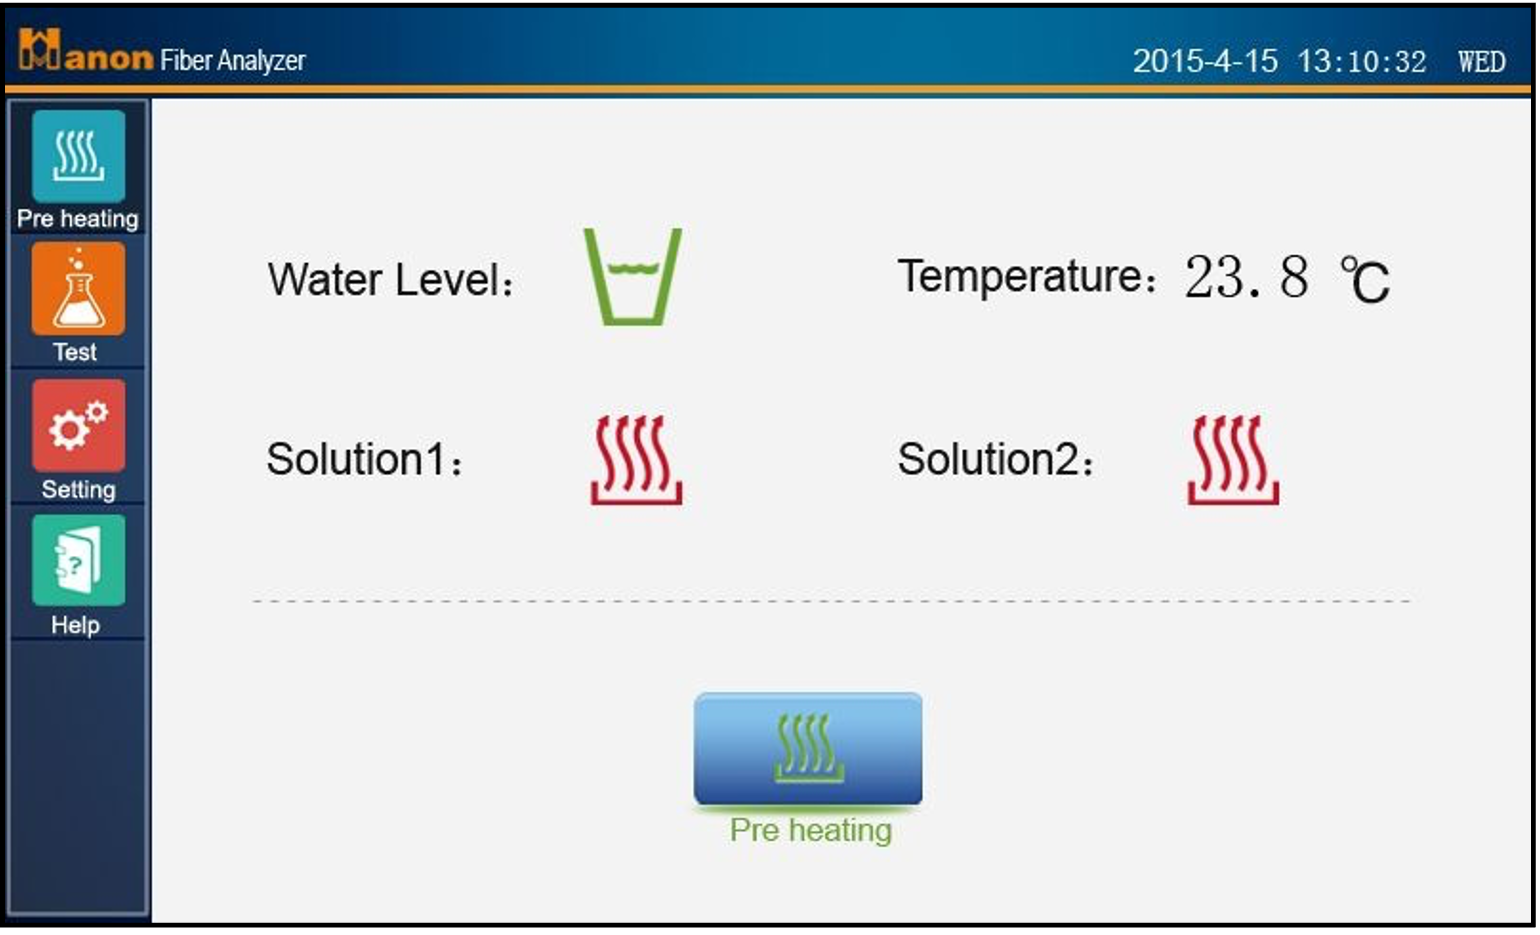 Hanon Fiber Analyzer
2015-4-15 13:10:32 WED
Pre heating
Test
Setting
?
Help
Water Level：
Temperature：23.8 ℃
Solution1：
Solution2：
Pre heating